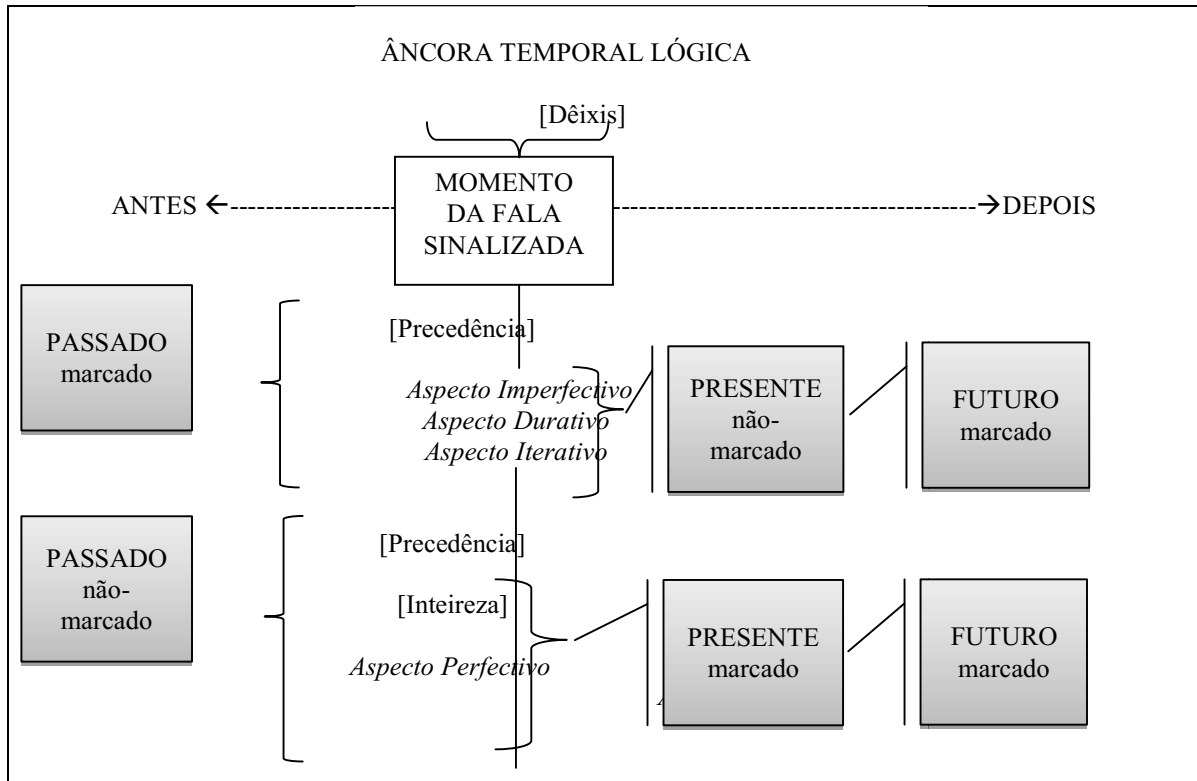 ÂNCORA TEMPORAL LÓGICA
[Dêixis]
MOMENTO
DA FALA
SINALIZADA
ANTES ←
→DEPOIS
PASSADO
marcado
[Precedência]
Aspecto Imperfectivo
Aspecto Durativo
Aspecto Iterativo
PRESENTE
não-
marcado
FUTURO
marcado
PASSADO
não-
marcado
[Precedência]
[Inteireza]
Aspecto Perfectivo
PRESENTE
marcado
FUTURO
marcado